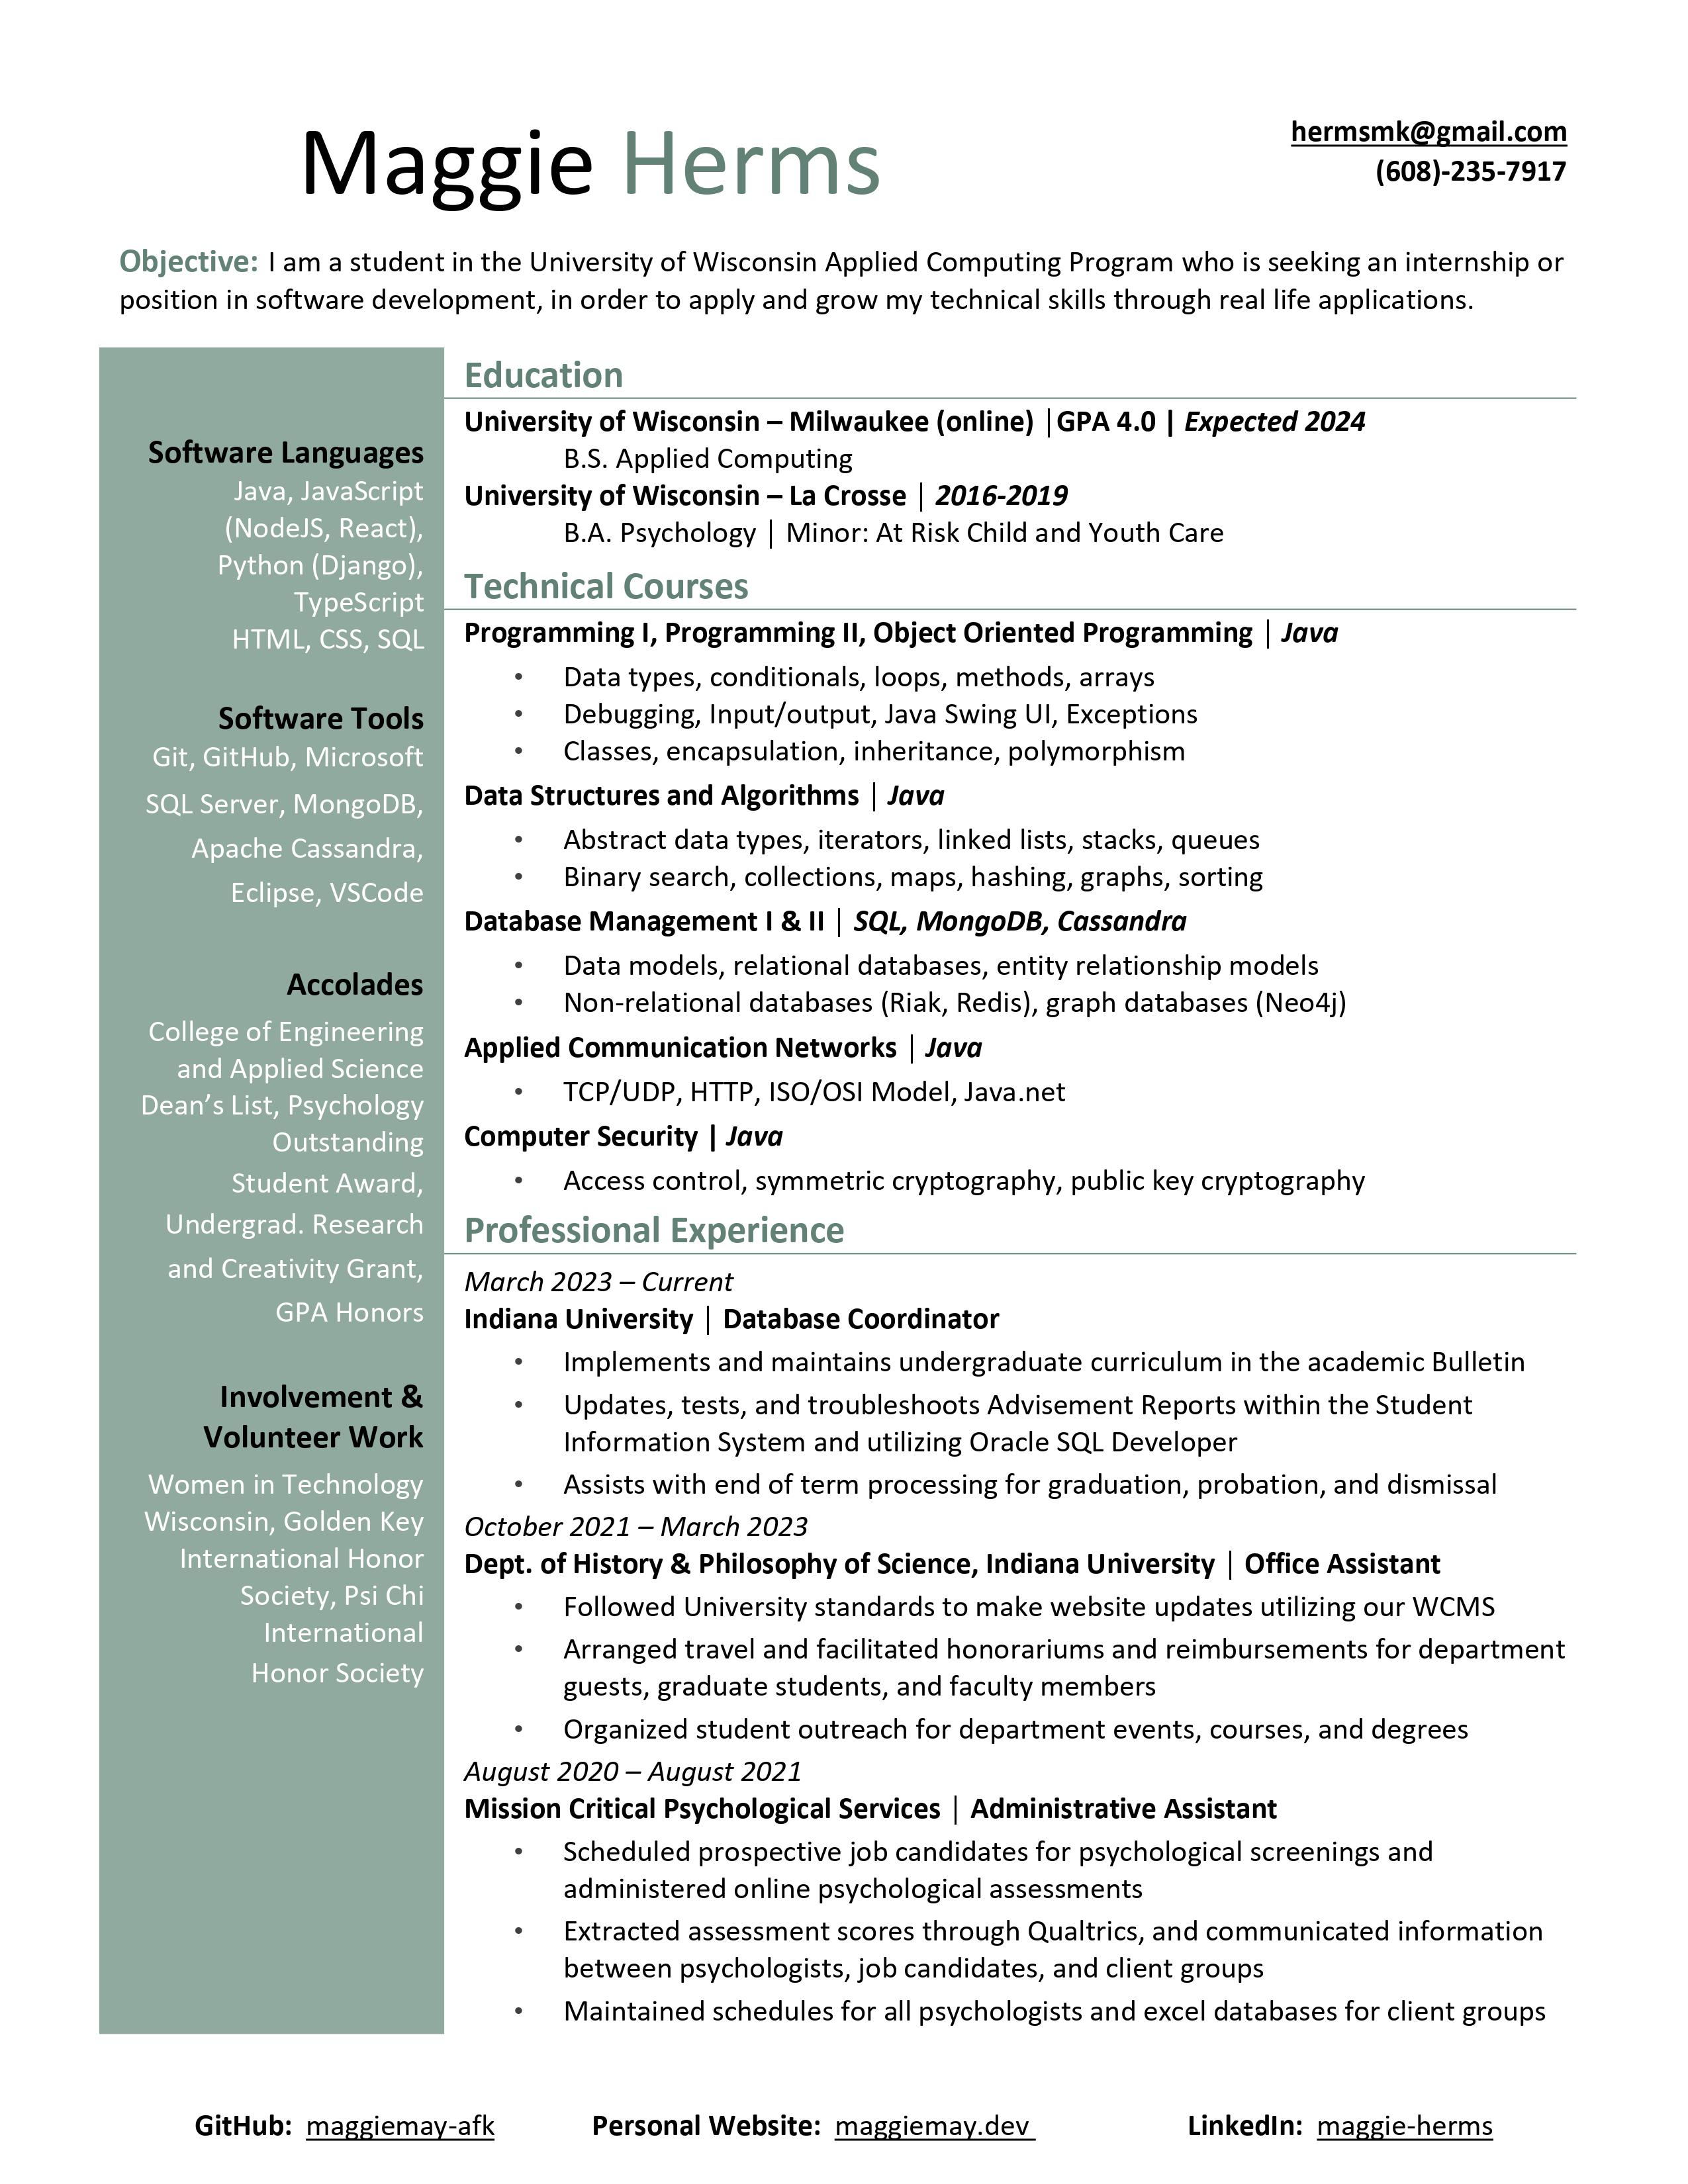 Maggie Herms
hermsmk@gmail.com
(608)-235-7917
Objective: I am a student in the University of Wisconsin Applied Computing Program who is seeking an internship or
position in software development, in order to apply and grow my technical skills through real life applications.
Software Languages
Java, JavaScript
(NodeJS, React),
Python (Django),
TypeScript
HTML, CSS, SQL
Software Tools
Git, GitHub, Microsoft
SQL Server, MongoDB,
Apache Cassandra,
Eclipse, VSCode
Accolades
College of Engineering
and Applied Science
Dean’s List, Psychology
Outstanding
Student Award,
Undergrad. Research
and Creativity Grant,
GPA Honors
Involvement &
Volunteer Work
Women in Technology
Wisconsin, Golden Key
International Honor
Society, Psi Chi
International
Honor Society
Education
University of Wisconsin – Milwaukee (online) |GPA 4.0 | Expected 2024
B.S. Applied Computing
University of Wisconsin – La Crosse | 2016-2019
B.A. Psychology | Minor: At Risk Child and Youth Care
Technical Courses
Programming I, Programming II, Object Oriented Programming | Java
• Data types, conditionals, loops, methods, arrays
• Debugging, Input/output, Java Swing UI, Exceptions
• Classes, encapsulation, inheritance, polymorphism
Data Structures and Algorithms | Java
• Abstract data types, iterators, linked lists, stacks, queues
• Binary search, collections, maps, hashing, graphs, sorting
Database Management I & II | SQL, MongoDB, Cassandra
• Data models, relational databases, entity relationship models
• Non-relational databases (Riak, Redis), graph databases (Neo4j)
Applied Communication Networks | Java
• TCP/UDP, HTTP, ISO/OSI Model, Java.net
Computer Security | Java
• Access control, symmetric cryptography, public key cryptography
Professional Experience
March 2023 – Current
Indiana University | Database Coordinator
• Implements and maintains undergraduate curriculum in the academic Bulletin
• Updates, tests, and troubleshoots Advisement Reports within the Student
Information System and utilizing Oracle SQL Developer
• Assists with end of term processing for graduation, probation, and dismissal
October 2021 – March 2023
Dept. of History & Philosophy of Science, Indiana University | Office Assistant
• Followed University standards to make website updates utilizing our WCMS
• Arranged travel and facilitated honorariums and reimbursements for department
guests, graduate students, and faculty members
• Organized student outreach for department events, courses, and degrees
August 2020 – August 2021
Mission Critical Psychological Services | Administrative Assistant
• Scheduled prospective job candidates for psychological screenings and
administered online psychological assessments
• Extracted assessment scores through Qualtrics, and communicated information
between psychologists, job candidates, and client groups
• Maintained schedules for all psychologists and excel databases for client groups
GitHub: maggiemay-afk Personal Website: maggiemay.dev LinkedIn: maggie-herms